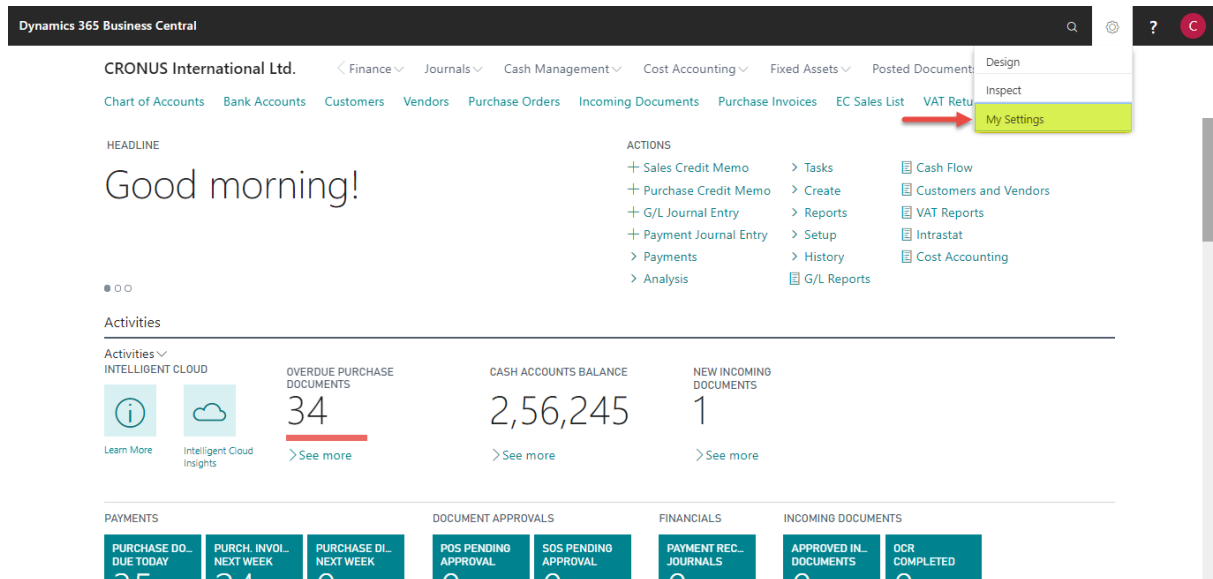 Dynamics 365 Business Central
?
C
CRONUS International Ltd.
Finance
Journals
Cash Management
Cost Accounting
Fixed Assets
Posted Document
Design
Inspect
My Settings
Chart of Accounts
Bank Accounts
Customers
Vendors
Purchase Orders
Incoming Documents
Purchase Invoices
EC Sales List
VAT Retu
HEADLINE
Good morning!
ACTIONS
+ Sales Credit Memo
+ Purchase Credit Memo
+ G/L Journal Entry
+ Payment Journal Entry
> Payments
> Analysis
> Tasks
> Create
> Reports
> Setup
> History
G/L Reports
Cash Flow
Customers and Vendors
VAT Reports
Intrastat
Cost Accounting
Activities
Activities
INTELLIGENT CLOUD
Learn More
Intelligent Cloud
Insights
OVERDUE PURCHASE
DOCUMENTS
34
>See more
CASH ACCOUNTS BALANCE
2,56,245
>See more
NEW INCOMING
DOCUMENTS
1
>See more
PAYMENTS
PURCHASE DO...
DUE TODAY
PURCH. INVOI...
NEXT WEEK
PURCHASE DI...
NEXT WEEK
DOCUMENT APPROVALS
POS PENDING
APPROVAL
SOS PENDING
APPROVAL
FINANCIALS
PAYMENT REC...
JOURNALS
INCOMING DOCUMENTS
APPROVED IN...
DOCUMENTS
OCR
COMPLETED